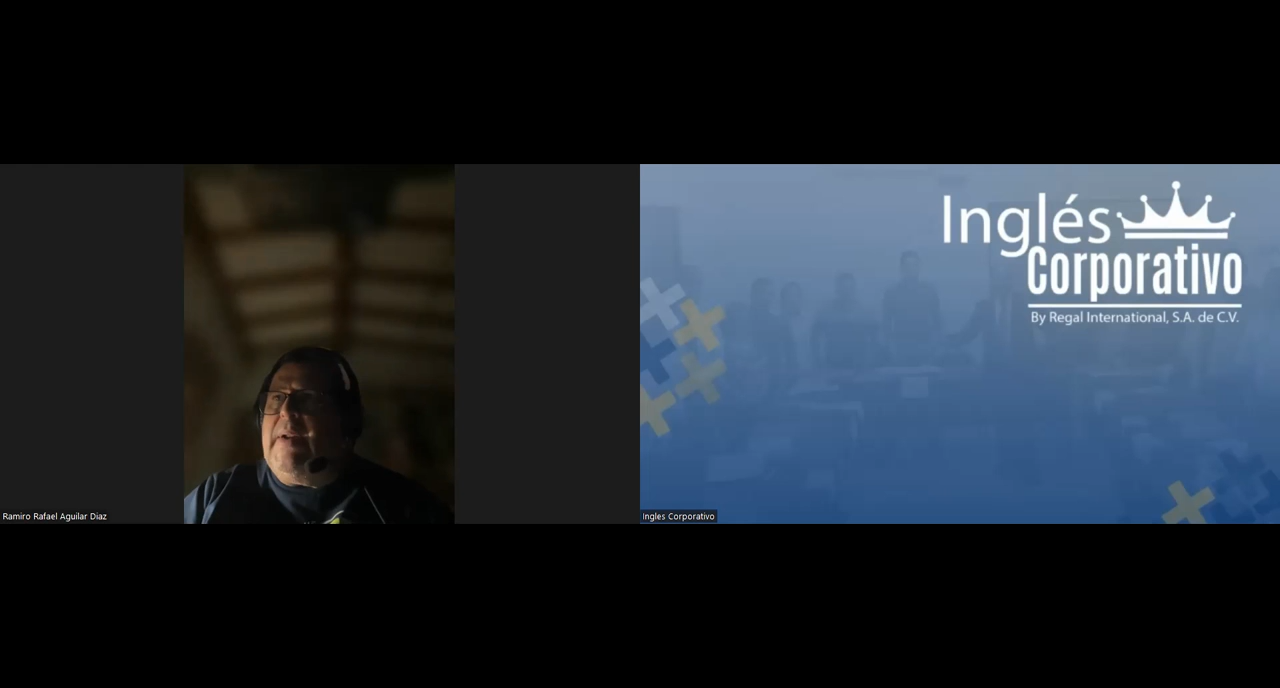 Inglés
Corporativo
By Regal International, S.A. de C.V.
Ramiro Rafael Aguilar Diaz
Ingles Corporativo